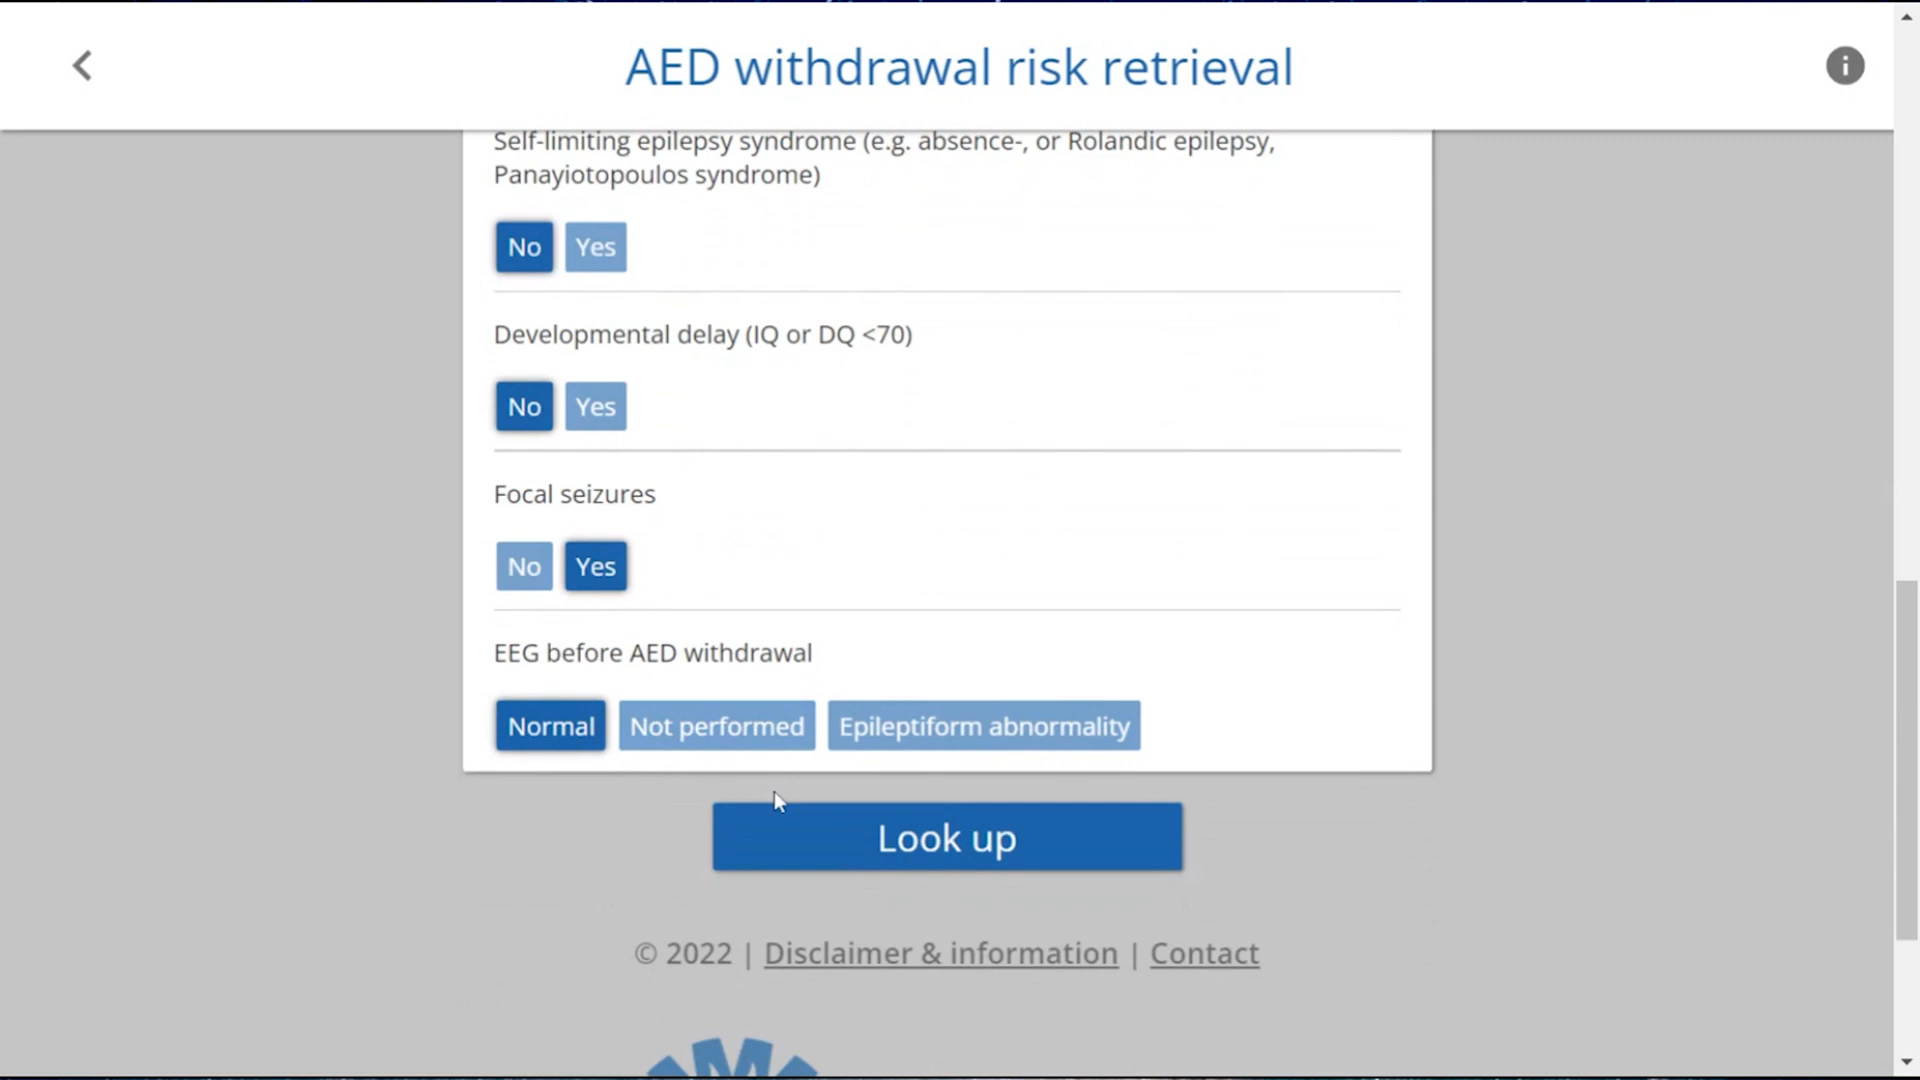 AED withdrawal risk retrieval
i
Self-limiting epilepsy syndrome (e.g. absence-, or Rolandic epilepsy,
Panayiotopoulos syndrome)
No Yes
Developmental delay (IQ or DQ <70)
No Yes
Focal seizures
No Yes
EEG before AED withdrawal
Normal Not performed Epileptiform abnormality
Look up
© 2022 | Disclaimer & information | Contact
M